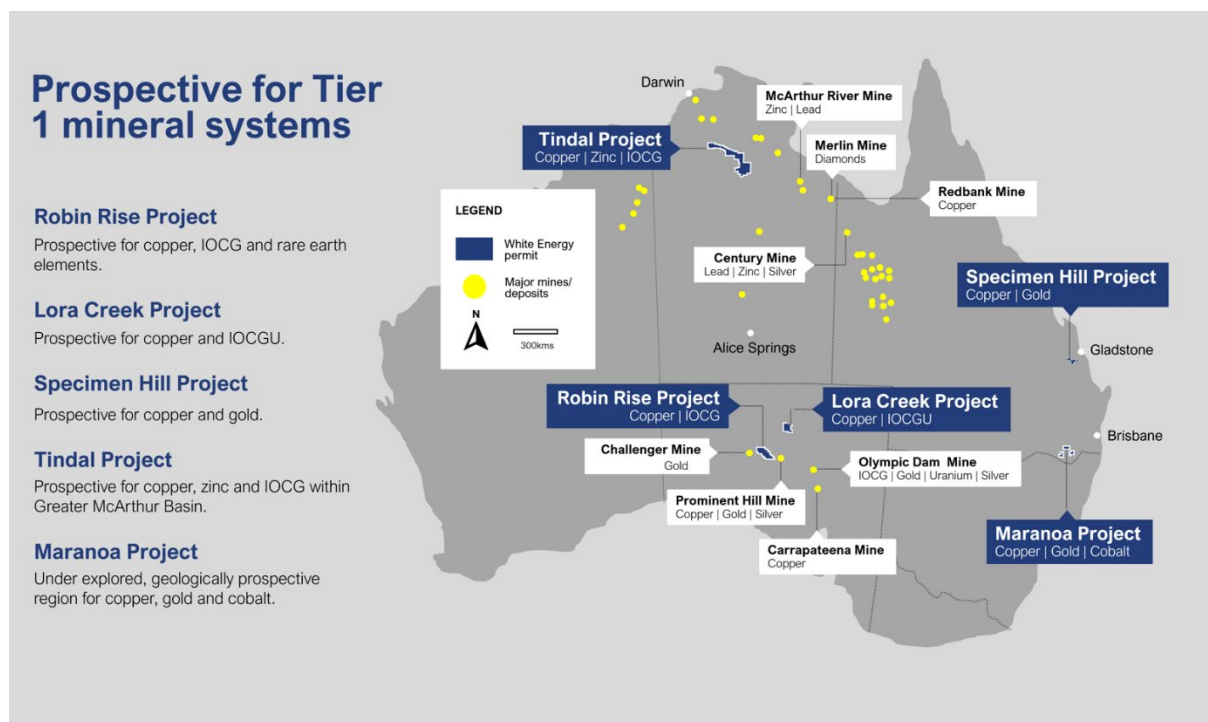 Prospective for Tier
1 mineral systems
Robin Rise Project
Prospective for copper, IOCG and rare earth
elements.
Lora Creek Project
Prospective for copper and IOCGU.
Specimen Hill Project
Prospective for copper and gold.
Tindal Project
Prospective for copper, zinc and IOCG within
Greater McArthur Basin.
Maranoa Project
Under explored, geologically prospective
region for copper, gold and cobalt.
Darwin
McArthur River Mine
Zinc | Lead
Tindal Project
Copper | Zinc | IOCG
Merlin Mine
Diamonds
Redbank Mine
Copper
LEGEND
White Energy
permit
Major mines/
deposits
N
300kms
Century Mine
Lead | Zinc | Silver
Specimen Hill Project
Copper | Gold
Alice Springs
Gladstone
Robin Rise Project
Copper | IOCG
Lora Creek Project
Copper | IOCGU
Brisbane
Challenger Mine
Gold
Olympic Dam Mine
IOCG | Gold | Uranium | Silver
Prominent Hill Mine
Copper | Gold | Silver
Maranoa Project
Copper | Gold | Cobalt
Carrapateena Mine
Copper